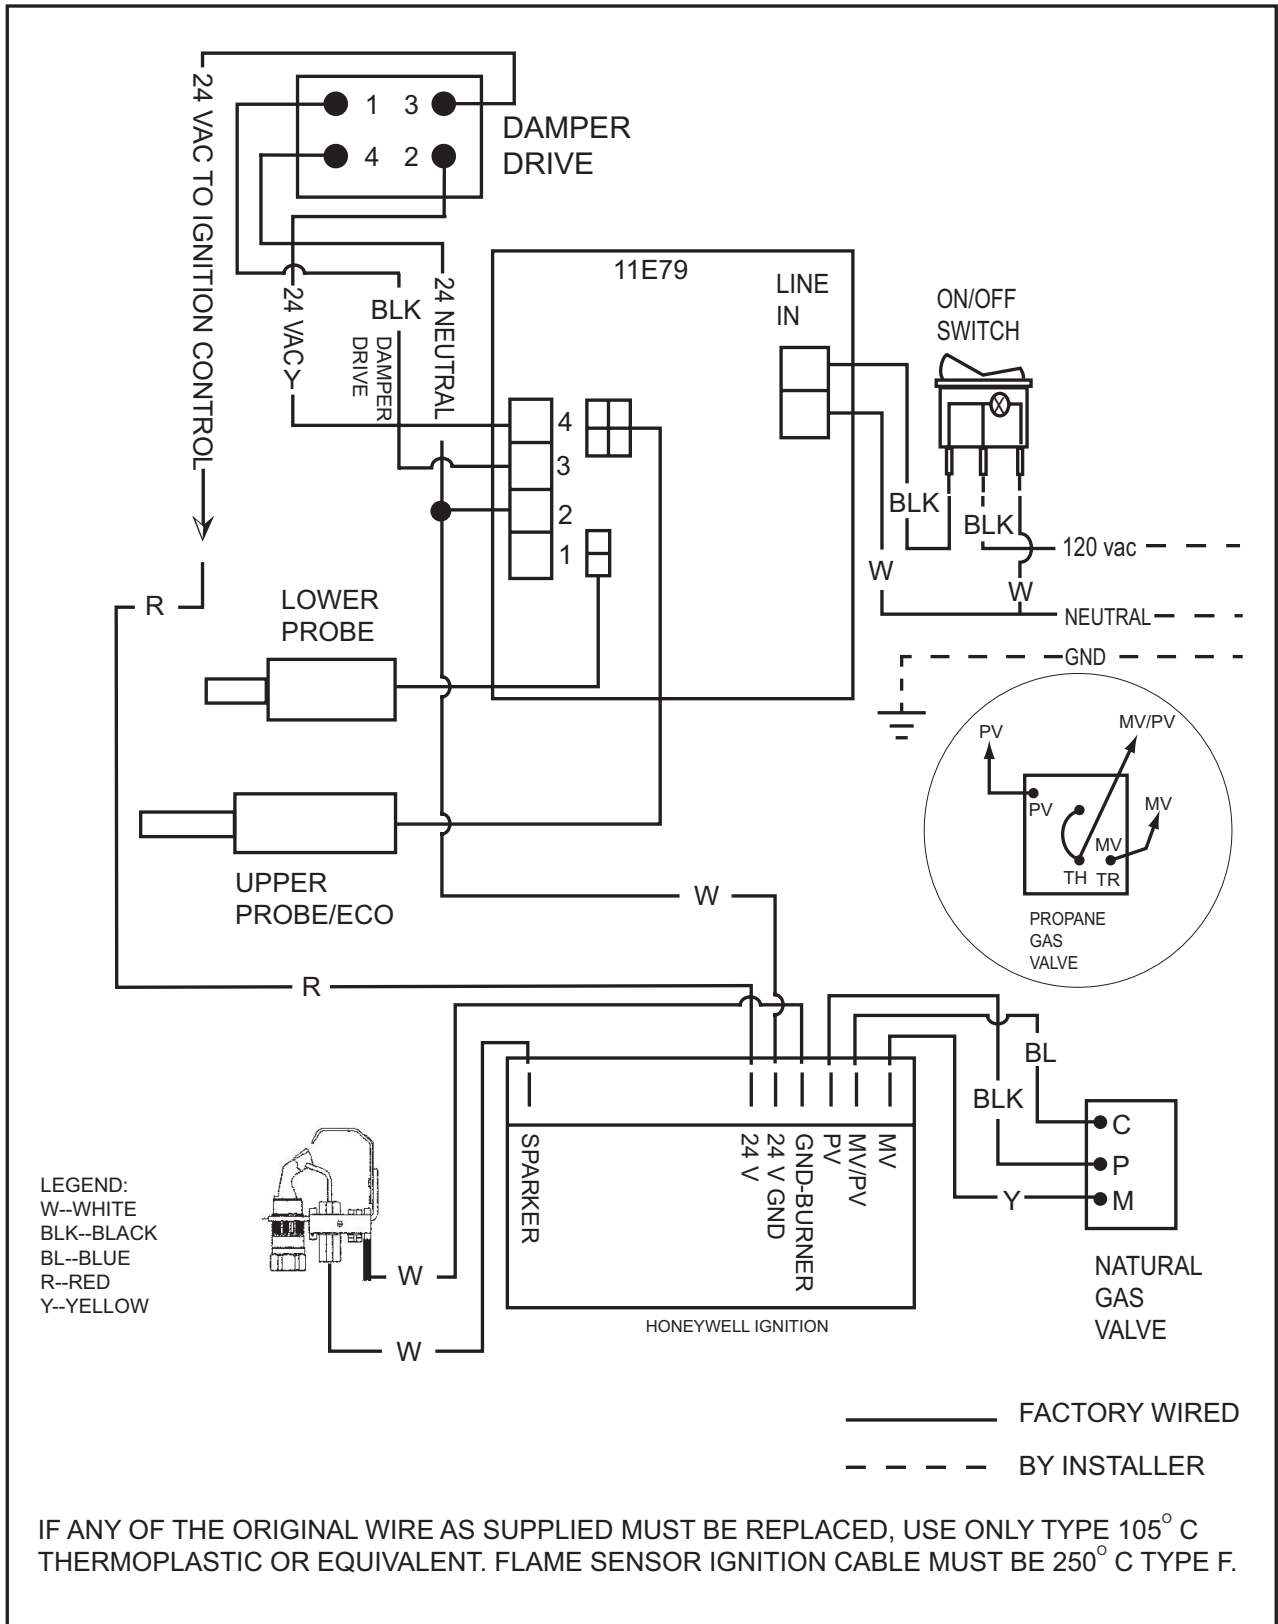 24 VAC TO IGNITION CONTROL
1 3
4 2
DAMPER
DRIVE
24 VAC
Y
BLK
DAMPER
DRIVE
24 NEUTRAL
11E79
LINE
IN
4
3
2
1
ON/OFF
SWITCH
BLK
BLK
W
W
120 vac
NEUTRAL
GND
R
LOWER
PROBE
UPPER
PROBE/ECO
W
R
PV
MV/PV
MV
PV
MV
TH TR
PROPANE
GAS
VALVE
BL
BLK
Y
C
P
M
NATURAL
GAS
VALVE
SPARKER
24 V
24 V GND
GND-BURNER
PV
MV/PV
MV
HONEYWELL IGNITION
W
W
LEGEND:
W--WHITE
BLK--BLACK
BL--BLUE
R--RED
Y--YELLOW
FACTORY WIRED
BY INSTALLER
IF ANY OF THE ORIGINAL WIRE AS SUPPLIED MUST BE REPLACED, USE ONLY TYPE 105° C
THERMOPLASTIC OR EQUIVALENT. FLAME SENSOR IGNITION CABLE MUST BE 250° C TYPE F.